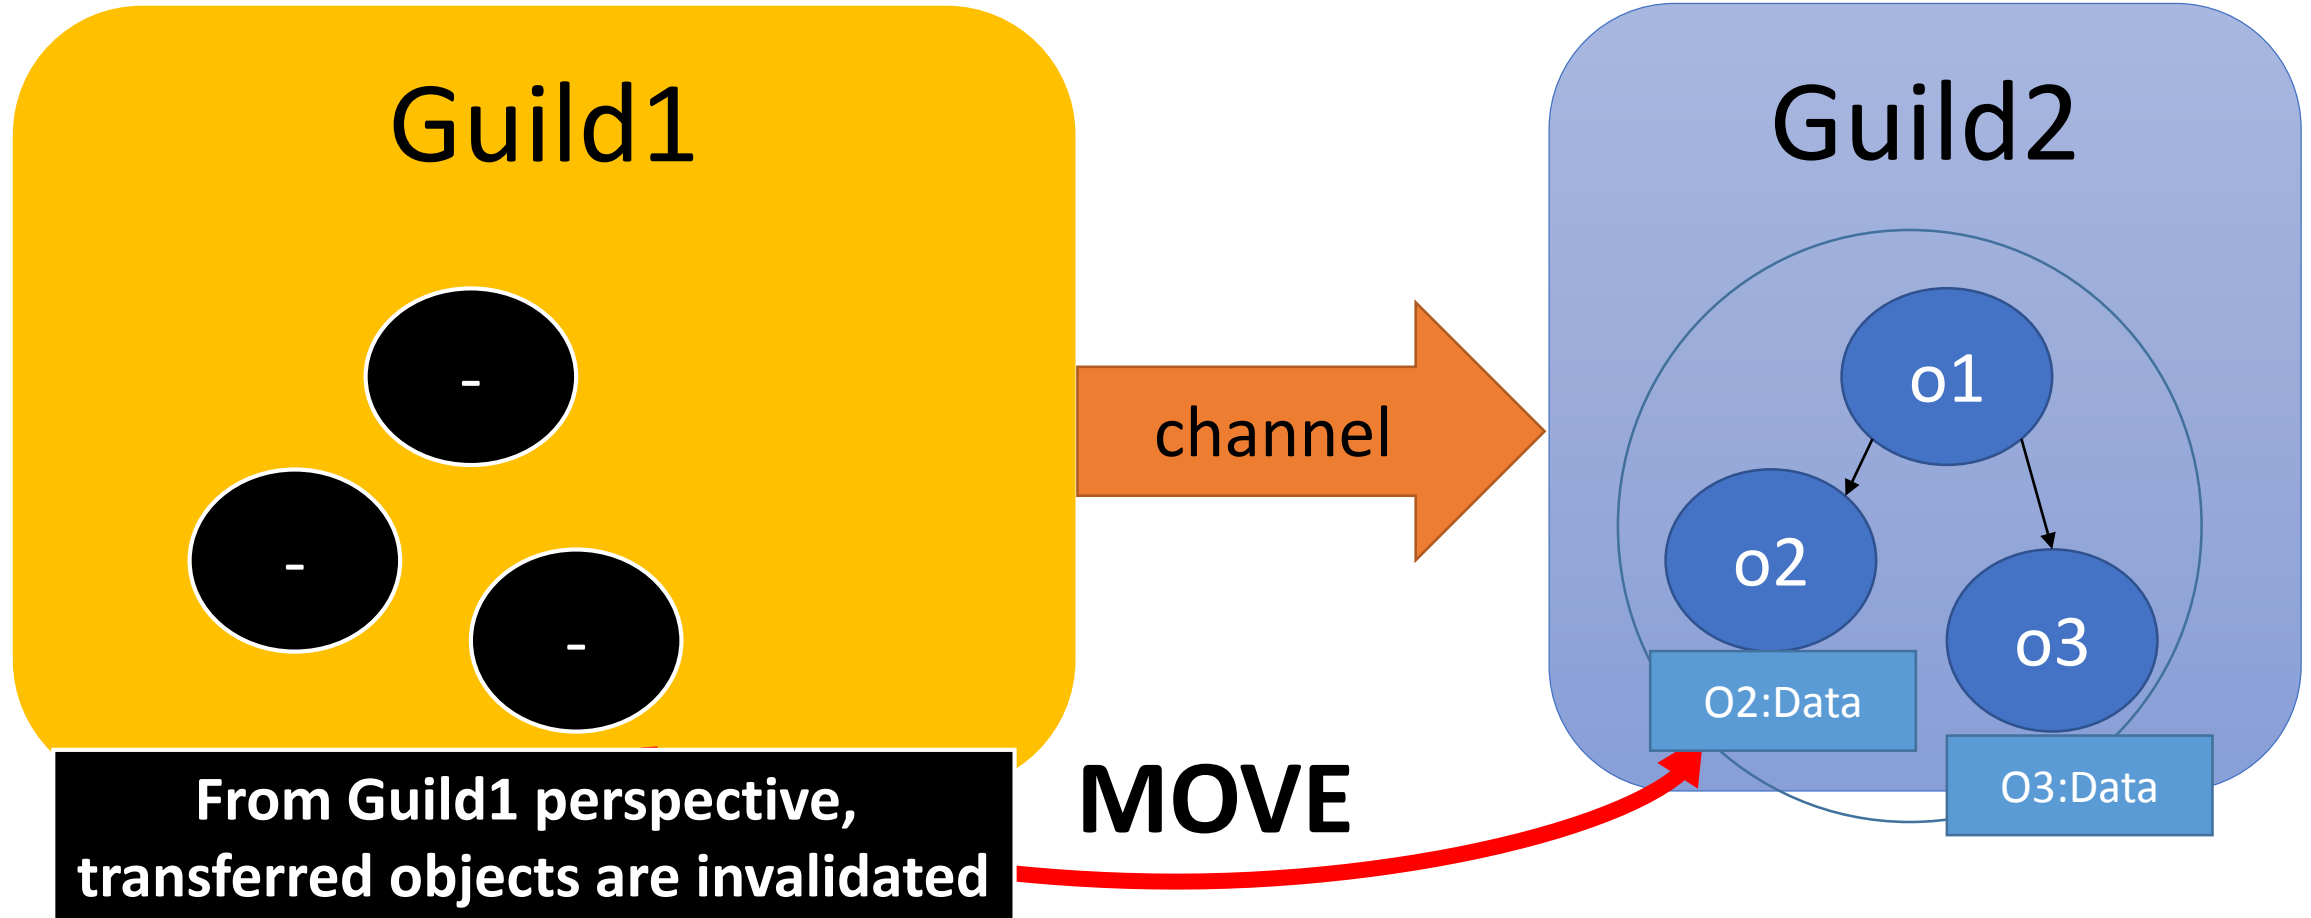 Guild1
Guild2
-
-
-
channel
o1
o2
o3
O2:Data
O3:Data
MOVE
From Guild1 perspective,
transferred objects are invalidated